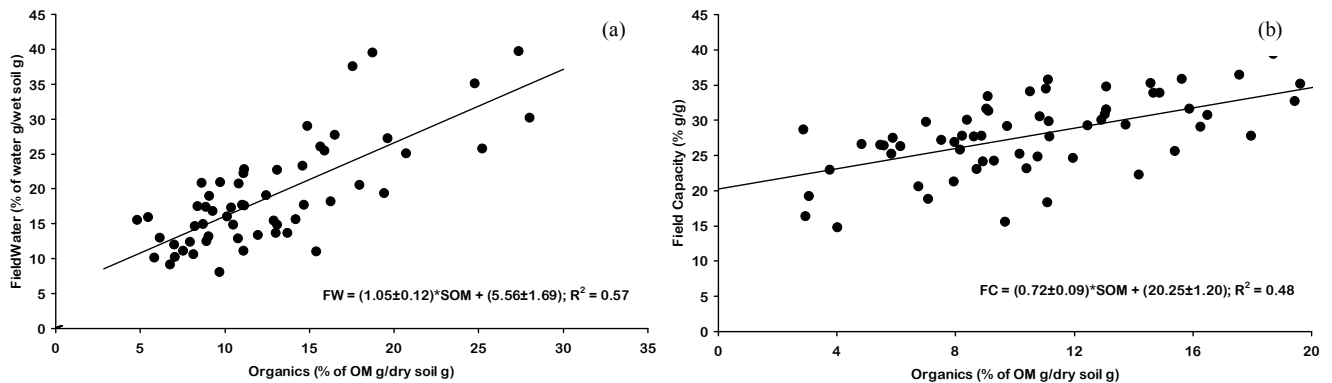 (a)
FieldWater (% of water g/wet soil g)
45
40
35
30
25
20
15
10
5
0
FW = (1.05±0.12)*SOM + (5.56±1.69); R² = 0.57
0 5 10 15 20 25 30 35
Organics (% of OM g/dry soil g)
(b)
Field Capacity (% g/g)
45
40
35
30
25
20
15
10
5
0
FC = (0.72±0.09)*SOM + (20.25±1.20); R² = 0.48
0 4 8 12 16 20
Organics (% of OM g/dry soil g)